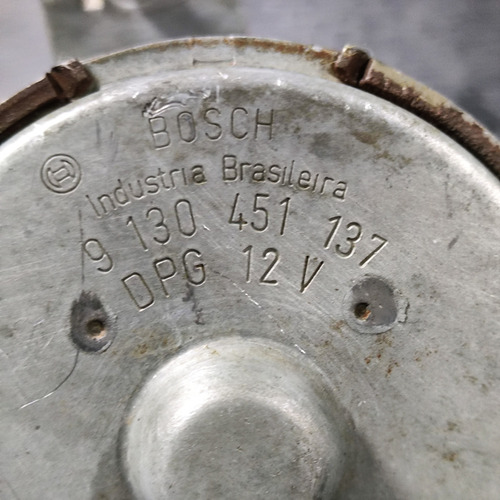 BOSCH
Industria Brasileira
9 130 451 137
DPG 12 V